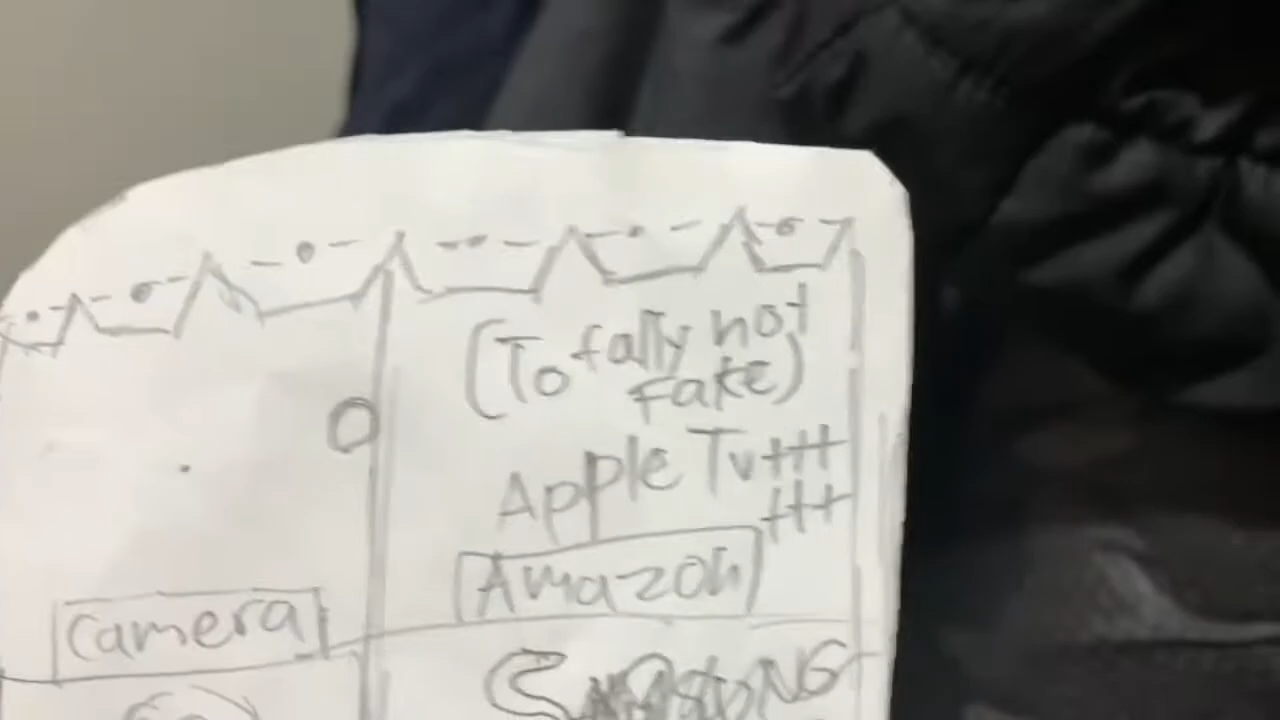 (Totally not
fake)
Apple Tv+++
+++
Amazon
Camera